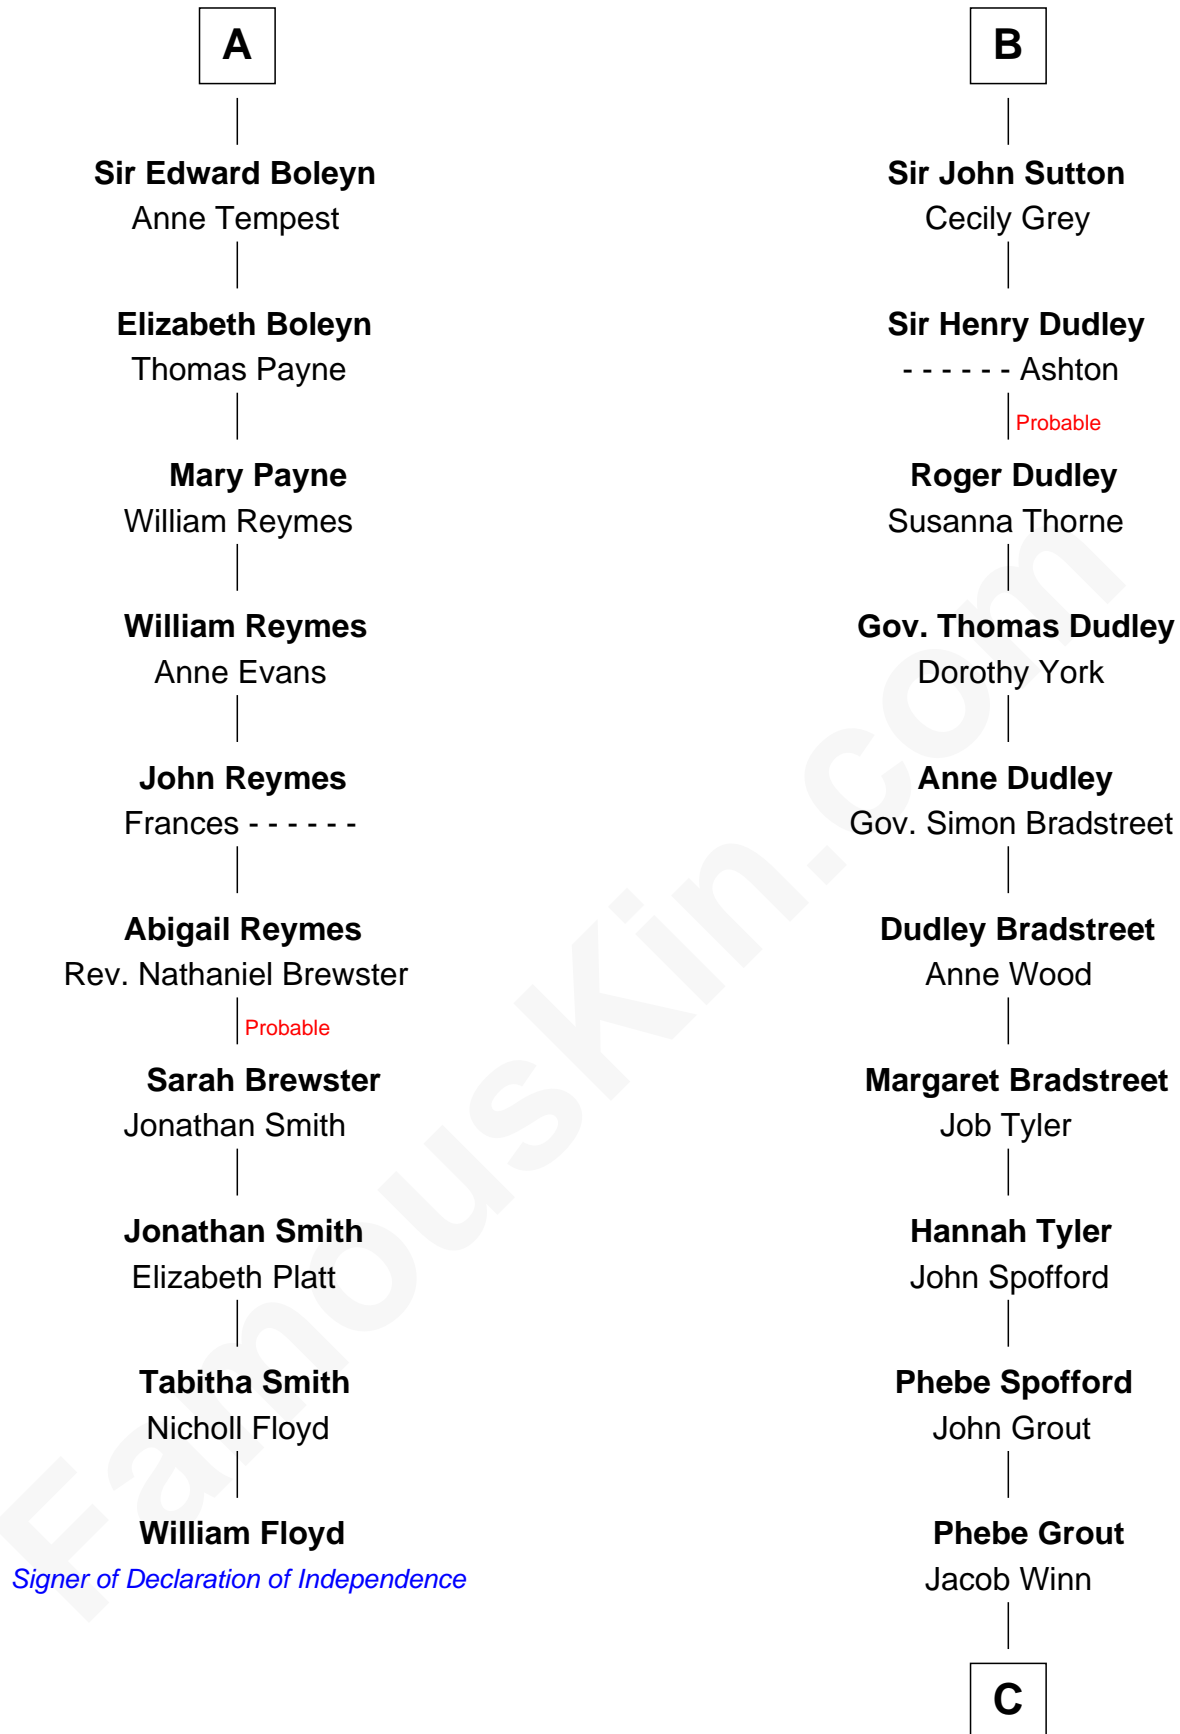 A
Sir Edward Boleyn
Anne Tempest
Elizabeth Boleyn
Thomas Payne
Mary Payne
William Reymes
William Reymes
Anne Evans
John Reymes
Frances - - - - - -
Abigail Reymes
Rev. Nathaniel Brewster
Probable
Sarah Brewster
Jonathan Smith
Jonathan Smith
Elizabeth Platt
Tabitha Smith
Nicholl Floyd
William Floyd
Signer of Declaration of Independence
B
Sir John Sutton
Cecily Grey
Sir Henry Dudley
- - - - - - Ashton
Probable
Roger Dudley
Susanna Thorne
Gov. Thomas Dudley
Dorothy York
Anne Dudley
Gov. Simon Bradstreet
Dudley Bradstreet
Anne Wood
Margaret Bradstreet
Job Tyler
Hannah Tyler
John Spofford
Phebe Spofford
John Grout
Phebe Grout
Jacob Winn
C
FamousKin.com